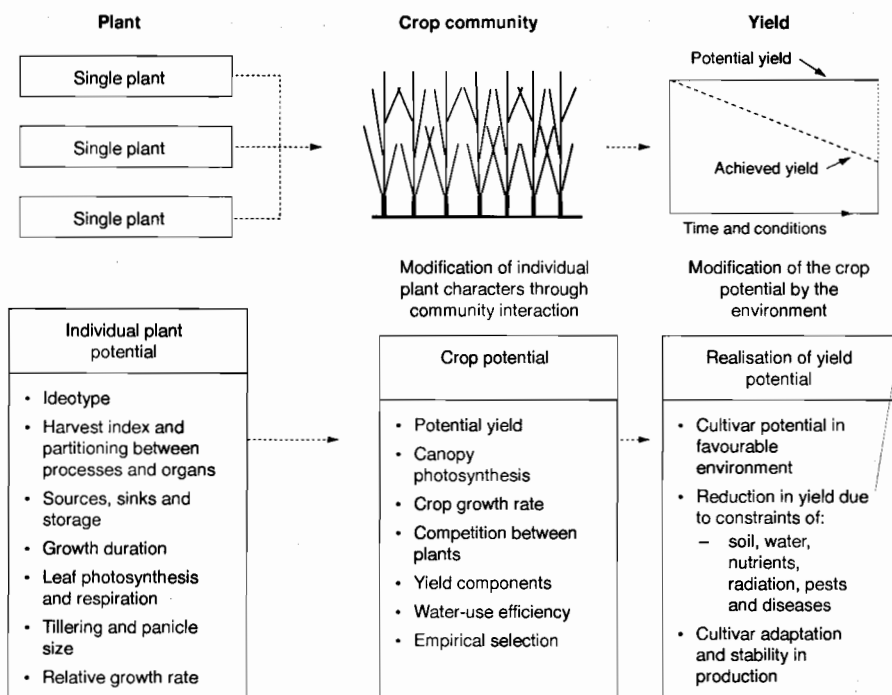 Plant
Crop community
Yield
Single plant
Single plant
Single plant
Potential yield
Achieved yield
Time and conditions
Modification of individual
plant characters through
community interaction
Modification of the crop
potential by the
environment
Individual plant
potential
• Ideotype
• Harvest index and
partitioning between
processes and organs
• Sources, sinks and
storage
• Growth duration
• Leaf photosynthesis
and respiration
• Tillering and panicle
size
• Relative growth rate
Crop potential
• Potential yield
• Canopy
photosynthesis
• Crop growth rate
• Competition between
plants
• Yield components
• Water-use efficiency
• Empirical selection
Realisation of yield
potential
• Cultivar potential in
favourable
environment
• Reduction in yield due
to constraints of:
– soil, water,
nutrients,
radiation, pests
and diseases
• Cultivar adaptation
and stability in
production